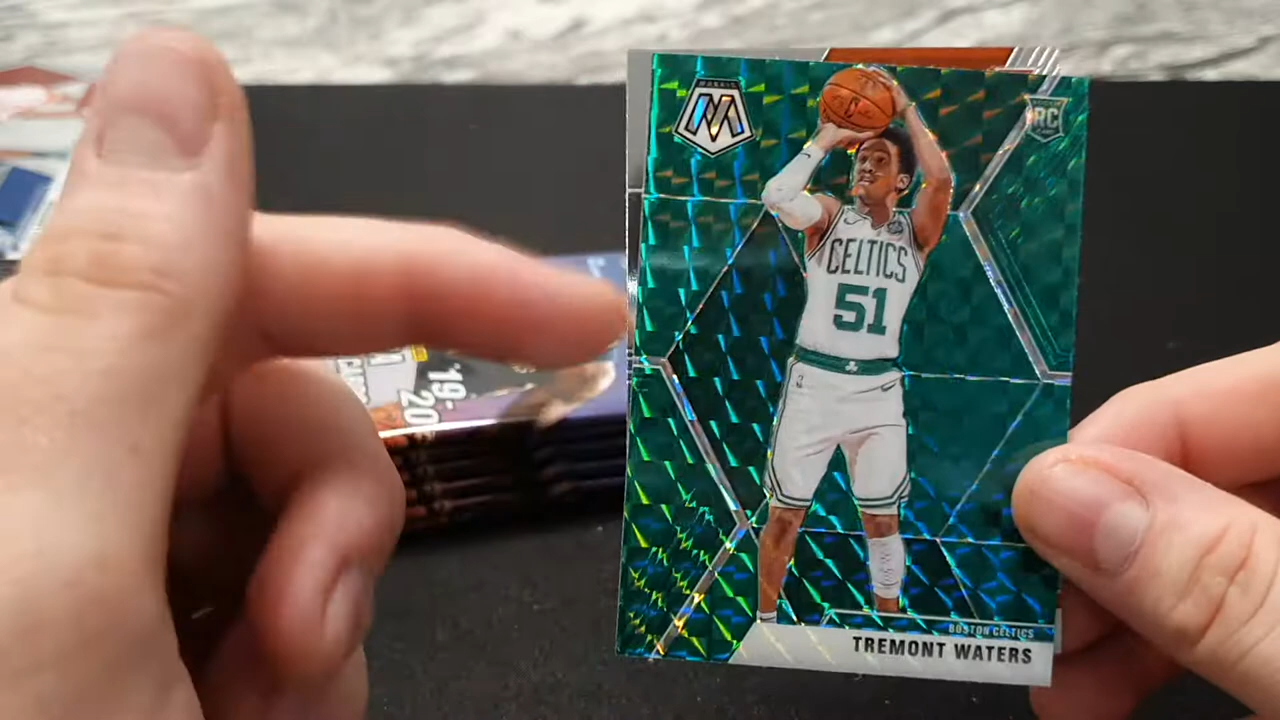 MOSAIC
RC
CELTICS
51
BOSTON CELTICS
TREMONT WATERS
'19-
20